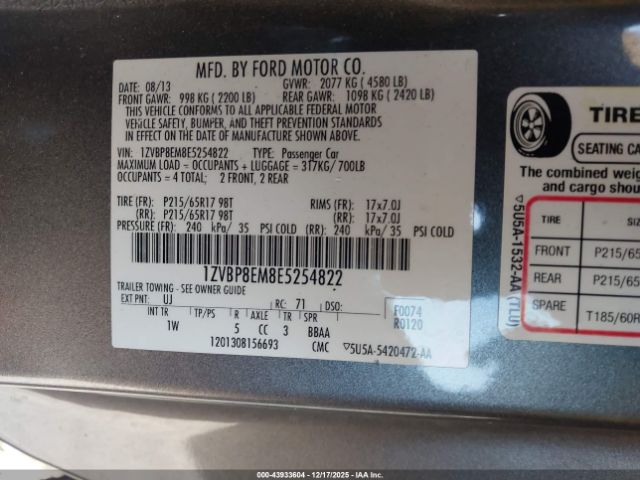 MFD. BY FORD MOTOR CO.
DATE: 08/13 GVWR: 2077 KG ( 4580 LB)
FRONT GAWR: 998 KG ( 2200 LB) REAR GAWR: 1098 KG ( 2420 LB)
THIS VEHICLE CONFORMS TO ALL APPLICABLE FEDERAL MOTOR
VEHICLE SAFETY, BUMPER, AND THEFT PREVENTION STANDARDS
IN EFFECT ON THE DATE OF MANUFACTURE SHOWN ABOVE.
VIN: 1ZVBP8EM8E5254822 TYPE: Passenger Car
MAXIMUM LOAD = OCCUPANTS + LUGGAGE = 317KG/ 700LB
OCCUPANTS = 4 TOTAL; 2 FRONT, 2 REAR
TIRE (FR): P215/65R17 98T RIMS (FR): 17x7.0J
(RR): P215/65R17 98T (RR): 17x7.0J
PRESSURE (FR): 240 kPa/ 35 PSI COLD (RR): 240 kPa/ 35 PSI COLD
1ZVBP8EM8E5254822
TRAILER TOWING - SEE OWNER GUIDE
EXT PNT: UJ RC: 71 DSO:
F0074
R0120
INT TR TP/PS R AXLE TR SPR
1W 5 CC 3 BBAA
1201308156693 CMC ▽5U5A-5420472-AA
▽5U5A-1532-AA (TLU)
TIRE
SEATING CA
The combined weig
and cargo shou
TIRE SIZ
FRONT P215/65
REAR P215/65
SPARE T185/60R
000-43933604 - 12/17/2025 - IAAI Inc.